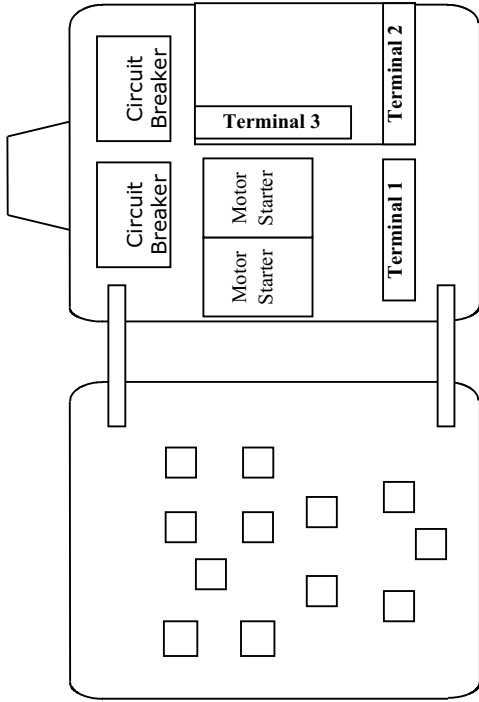 Circuit
Breaker
Circuit
Breaker
Motor
Starter
Motor
Starter
Terminal 3
Terminal 1
Terminal 2